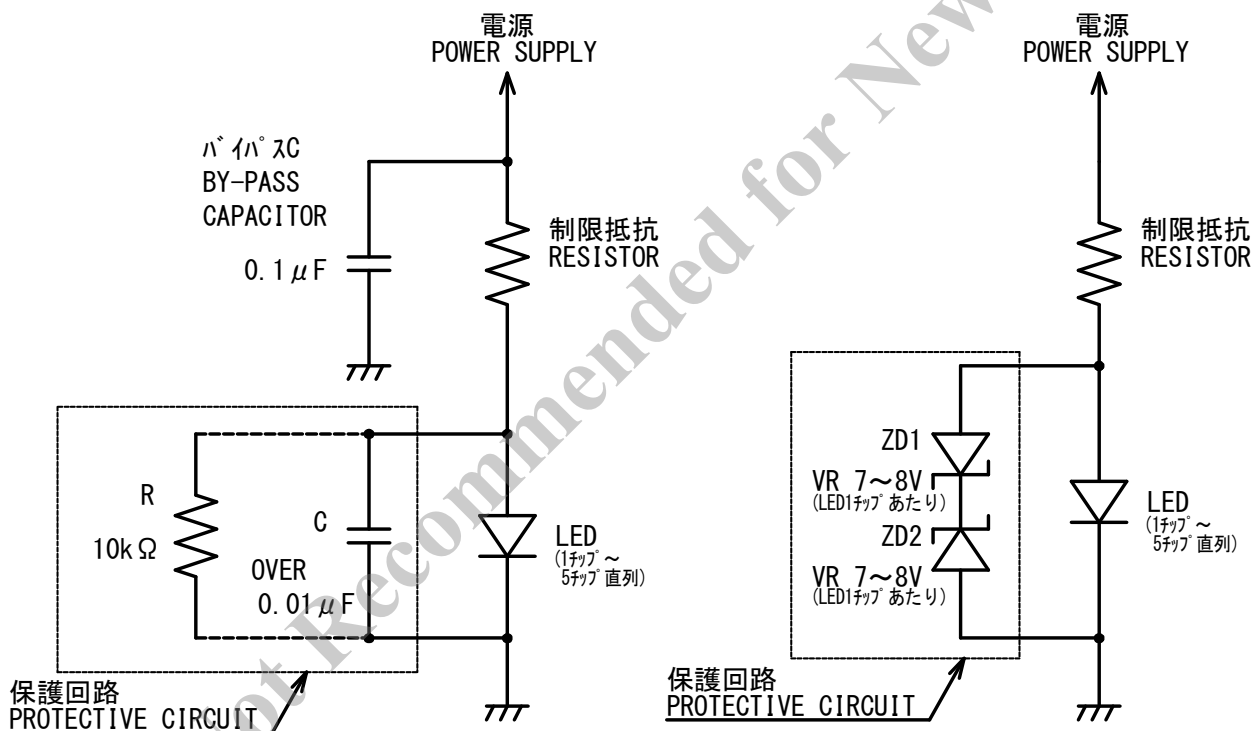 電源
POWER SUPPLY
ﾊﾞｲﾊﾟｽC
BY-PASS
CAPACITOR
0.1μF
制限抵抗
RESISTOR
R
10kΩ
C
OVER
0.01μF
LED
(1ﾁｯﾌﾟ～
5ﾁｯﾌﾟ直列)
保護回路
PROTECTIVE CIRCUIT
電源
POWER SUPPLY
制限抵抗
RESISTOR
ZD1
VR 7～8V
(LED1ﾁｯﾌﾟあたり)
ZD2
VR 7～8V
(LED1ﾁｯﾌﾟあたり)
LED
(1ﾁｯﾌﾟ～
5ﾁｯﾌﾟ直列)
保護回路
PROTECTIVE CIRCUIT
Not Recommended for New